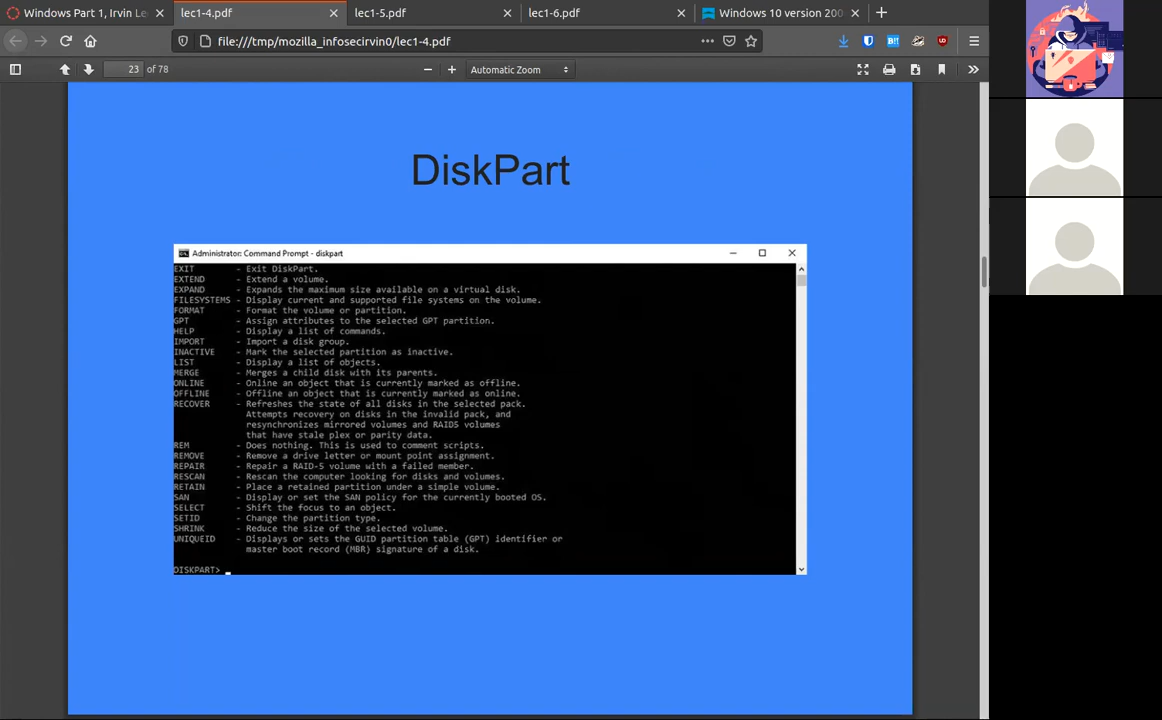 Windows Part 1, Irvin Le
lec1-4.pdf
lec1-5.pdf
lec1-6.pdf
Windows 10 version 200
file:///tmp/mozilla_infosecirvin0/lec1-4.pdf
23 of 78
Automatic Zoom
DiskPart
Administrator: Command Prompt - diskpart
EXIT - Exit DiskPart.
EXTEND - Extend a volume.
EXPAND - Expands the maximum size available on a virtual disk.
FILESYSTEMS - Display current and supported file systems on the volume.
FORMAT - Format the volume or partition.
GPT - Assign attributes to the selected GPT partition.
HELP - Display a list of commands.
IMPORT - Import a disk group.
INACTIVE - Mark the selected partition as inactive.
LIST - Display a list of objects.
MERGE - Merges a child disk with its parents.
ONLINE - Online an object that is currently marked as offline.
OFFLINE - Offline an object that is currently marked as online.
RECOVER - Refreshes the state of all disks in the selected pack.
Attempts recovery on disks in the invalid pack, and
resynchronizes mirrored volumes and RAID5 volumes
that have stale plex or parity data.
REM - Does nothing. This is used to comment scripts.
REMOVE - Remove a drive letter or mount point assignment.
REPAIR - Repair a RAID-5 volume with a failed member.
RESCAN - Rescan the computer looking for disks and volumes.
RETAIN - Place a retained partition under a simple volume.
SAN - Display or set the SAN policy for the currently booted OS.
SELECT - Shift the focus to an object.
SETID - Change the partition type.
SHRINK - Reduce the size of the selected volume.
UNIQUEID - Displays or sets the GUID partition table (GPT) identifier or
master boot record (MBR) signature of a disk.
DISKPART>